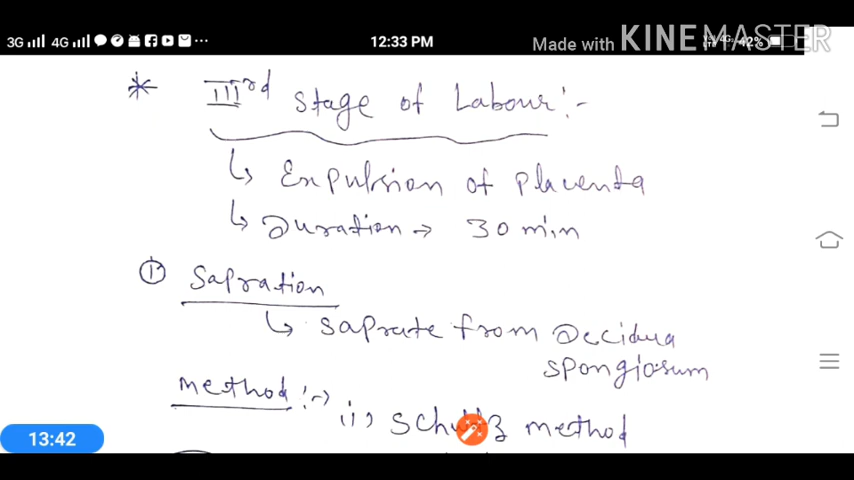 3G 4G 12:33 PM 42%
Made with KINEMASTER
* IIIrd stage of Labour :-
↳ Expulsion of placenta
↳ Duration → 30 min
① Sapration
↳ saprate from Decidua
spongiosum
method :→
i) method
13:42